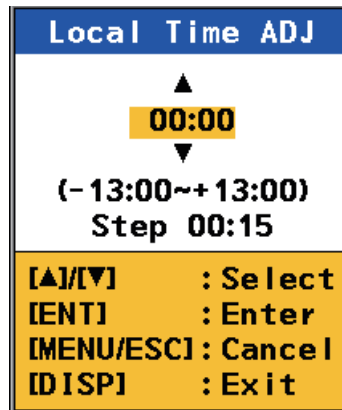 Local Time ADJ
▲
00:00
▼
(-13:00~+13:00)
Step 00:15
[▲]/[▼] :Select
[ENT] :Enter
[MENU/ESC]:Cancel
[DISP] :Exit